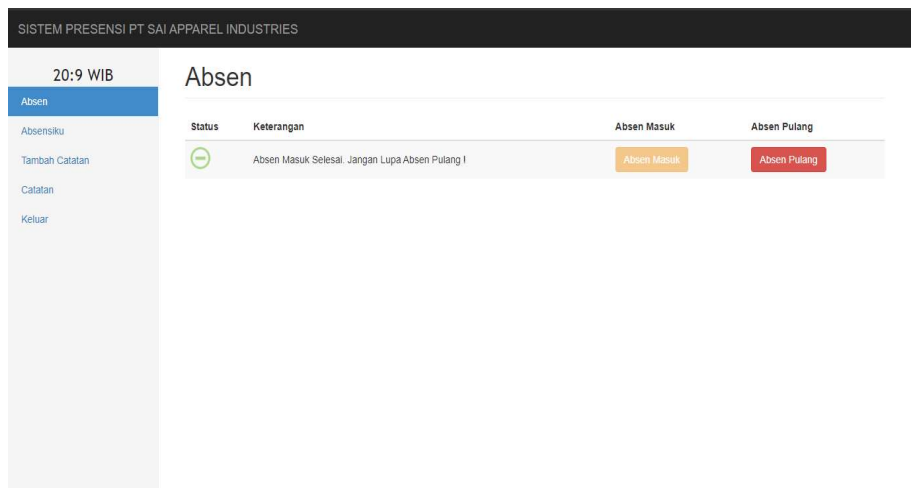 SISTEM PRESENSI PT SAI APPAREL INDUSTRIES
20:9 WIB
Absen
Absensiku
Tambah Catatan
Catatan
Keluar
Absen
Status Keterangan Absen Masuk Absen Pulang
Absen Masuk Selesai. Jangan Lupa Absen Pulang ! Absen Masuk Absen Pulang